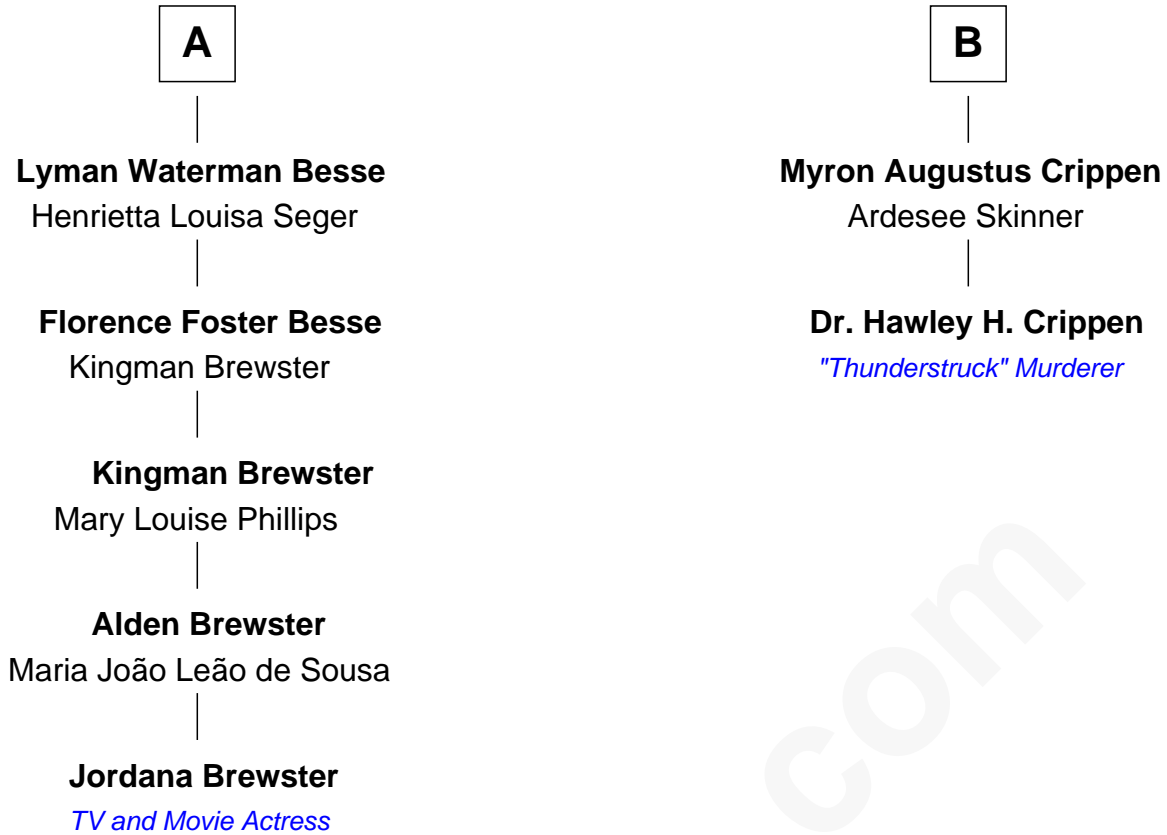 A
Lyman Waterman Besse
Henrietta Louisa Seger
Florence Foster Besse
Kingman Brewster
Kingman Brewster
Mary Louise Phillips
Alden Brewster
Maria João Leão de Sousa
Jordana Brewster
TV and Movie Actress
B
Myron Augustus Crippen
Ardesee Skinner
Dr. Hawley H. Crippen
"Thunderstruck" Murderer
com